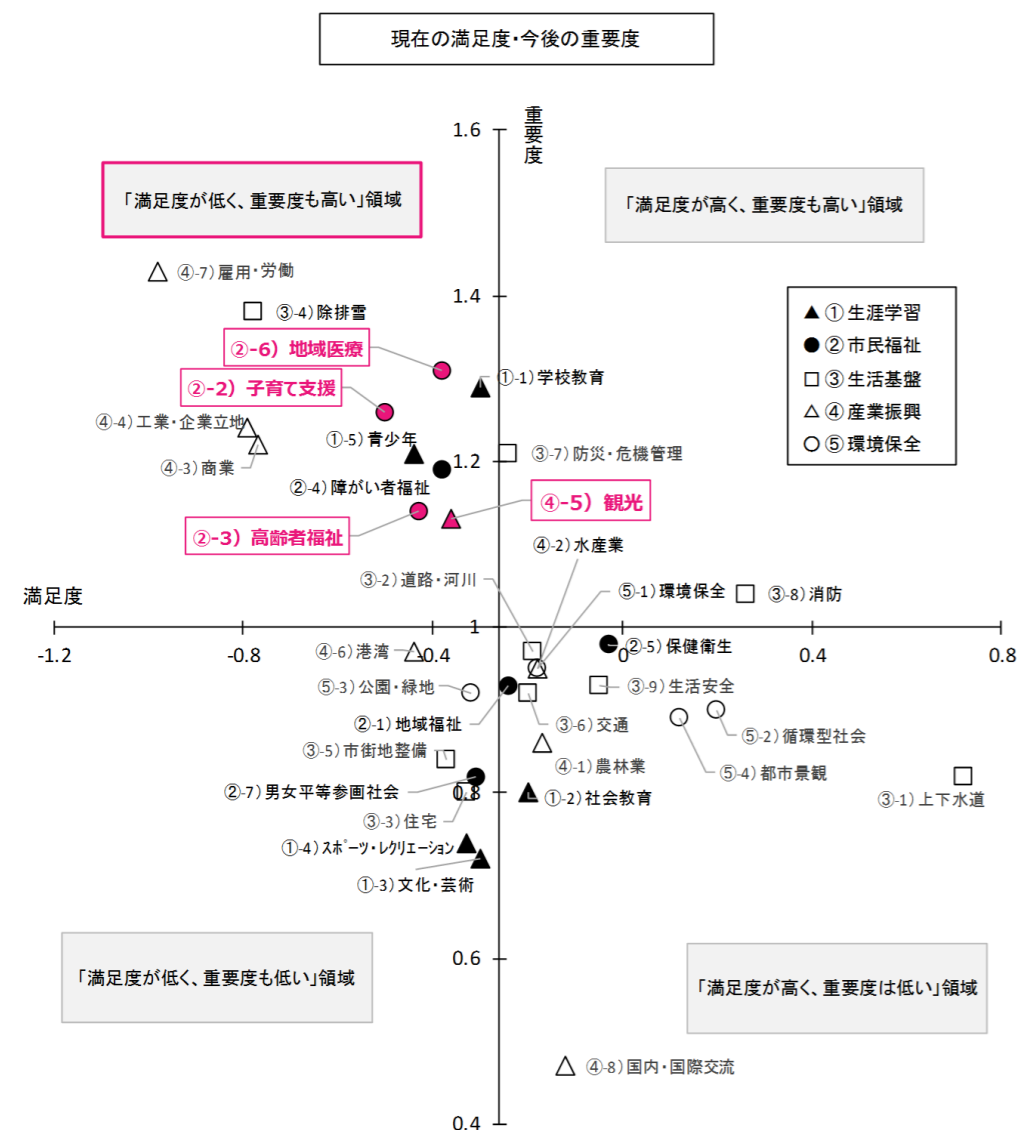 現在の満足度・今後の重要度
重要度
1.6
「満足度が低く、重要度も高い」領域
「満足度が高く、重要度も高い」領域
④-7）雇用・労働
1.4
③-4）除排雪
▲①生涯学習
●②市民福祉
□③生活基盤
△④産業振興
○⑤環境保全
②-6）地域医療
①-1）学校教育
②-2）子育て支援
④-4）工業・企業立地
①-5）青少年
④-3）商業
1.2
③-7）防災・危機管理
②-4）障がい者福祉
④-5）観光
②-3）高齢者福祉
④-2）水産業
③-2）道路・河川
⑤-1）環境保全
③-8）消防
満足度
1
-1.2
-0.8
-0.4
0
0.4
0.8
④-6）港湾
②-5）保健衛生
⑤-3）公園・緑地
③-9）生活安全
②-1）地域福祉
③-6）交通
⑤-2）循環型社会
③-5）市街地整備
④-1）農林業
⑤-4）都市景観
②-7）男女平等参画社会
0.8
①-2）社会教育
③-1）上下水道
③-3）住宅
①-4）ｽﾎﾟｰﾂ・ﾚｸﾘｴｰｼｮﾝ
①-3）文化・芸術
「満足度が低く、重要度も低い」領域
0.6
「満足度が高く、重要度は低い」領域
④-8）国内・国際交流
0.4